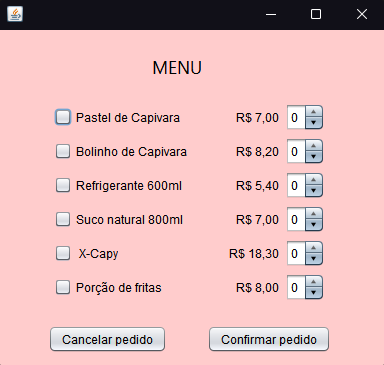 MENU
Pastel de Capivara R$ 7,00 0
Bolinho de Capivara R$ 8,20 0
Refrigerante 600ml R$ 5,40 0
Suco natural 800ml R$ 7,00 0
X-Capy R$ 18,30 0
Porção de fritas R$ 8,00 0
Cancelar pedido Confirmar pedido